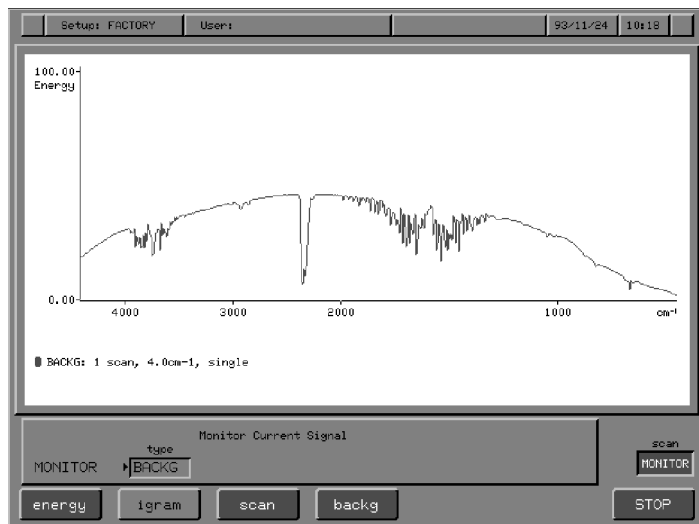 Setup: FACTORY User: 93/11/24 10:18
100.00
Energy
0.00
4000 3000 2000 1000 cm-1
BACKG: 1 scan, 4.0cm-1, single
Monitor Current Signal
type
scan
MONITOR BACKG MONITOR
energy igram scan backg STOP